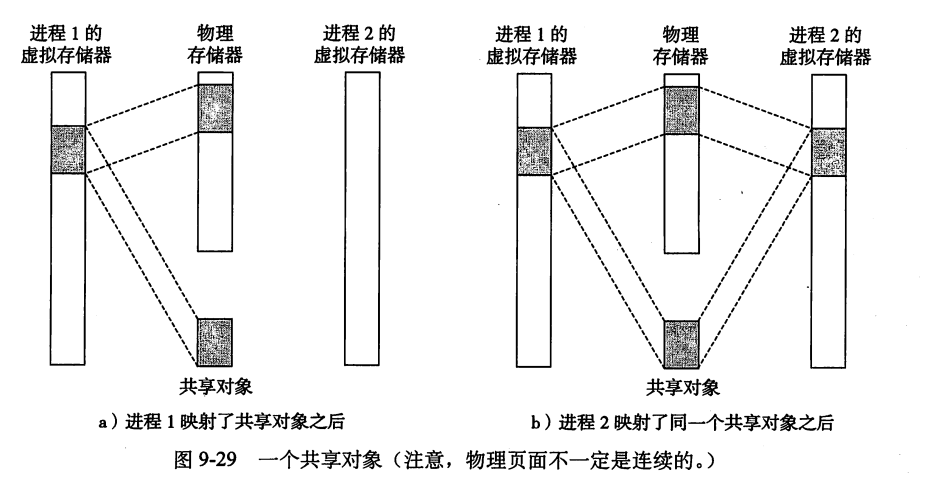 进程 1 的
虚拟存储器
物理
存储器
进程 2 的
虚拟存储器
共享对象
a）进程 1 映射了共享对象之后
进程 1 的
虚拟存储器
物理
存储器
进程 2 的
虚拟存储器
共享对象
b）进程 2 映射了同一个共享对象之后
图 9-29 一个共享对象（注意，物理页面不一定是连续的。）